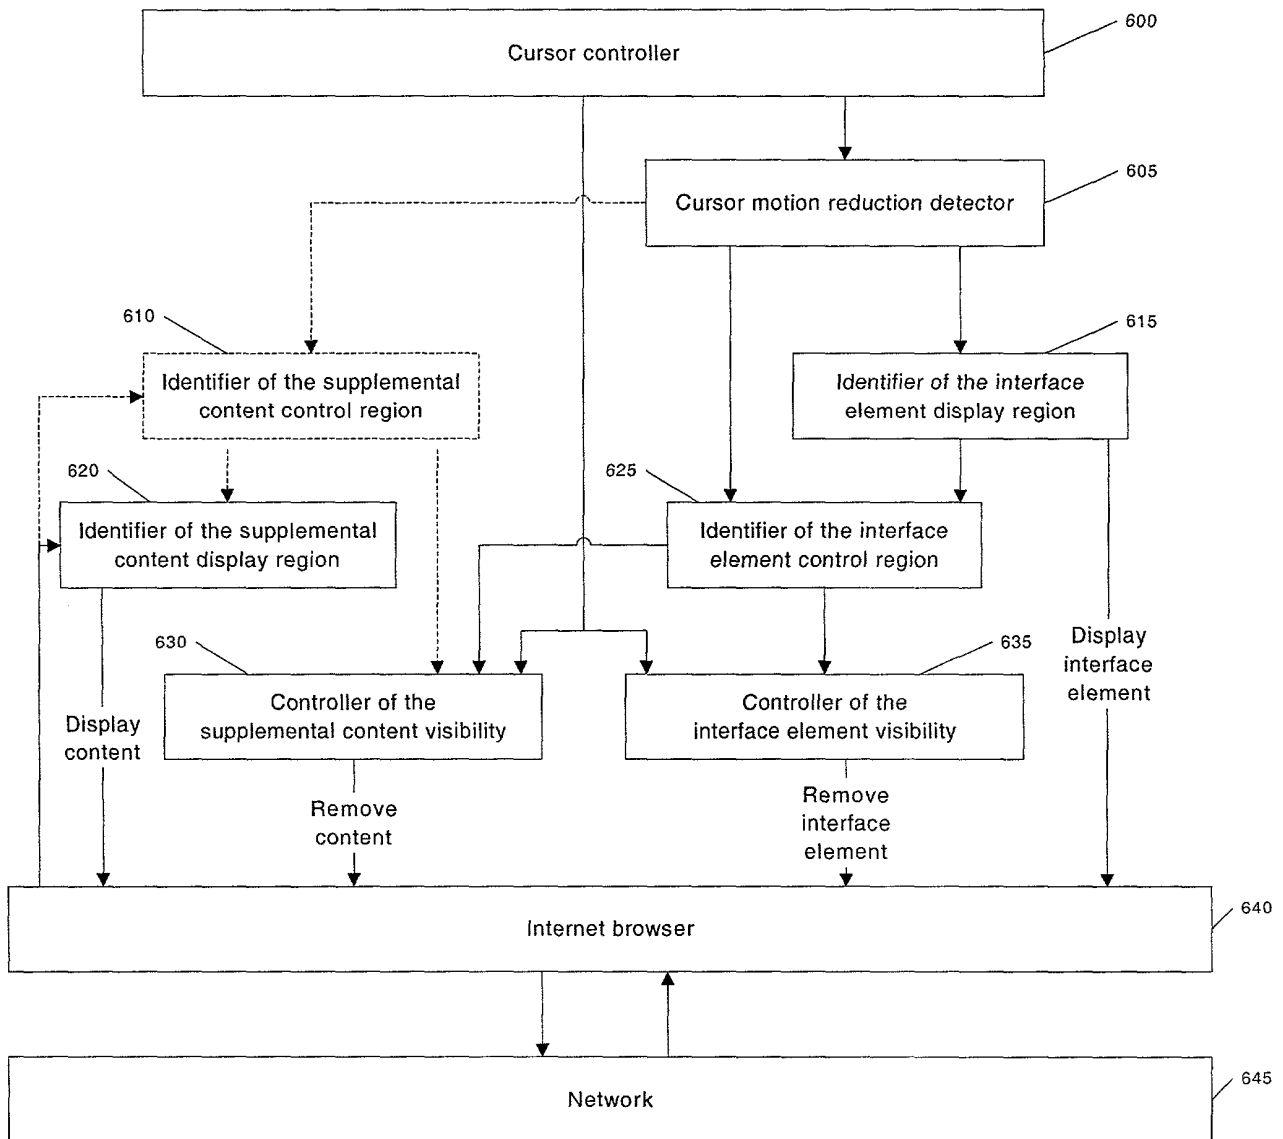 600
Cursor controller
605
Cursor motion reduction detector
610
615
Identifier of the supplemental
content control region
Identifier of the interface
element display region
620
625
Identifier of the supplemental
content display region
Identifier of the interface
element control region
630
635
Display
interface
element
Controller of the
supplemental content visibility
Controller of the
interface element visibility
Display
content
Remove
content
Remove
interface
element
640
Internet browser
645
Network